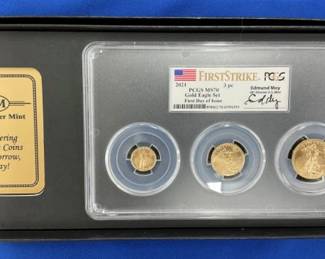 M
er Mint
ering
Coins
orrow,
ay!
FIRSTSTRIKE
PCGS
2021
3 pc
PCGS MS70
Gold Eagle Set
First Day of Issue
Edmund Moy